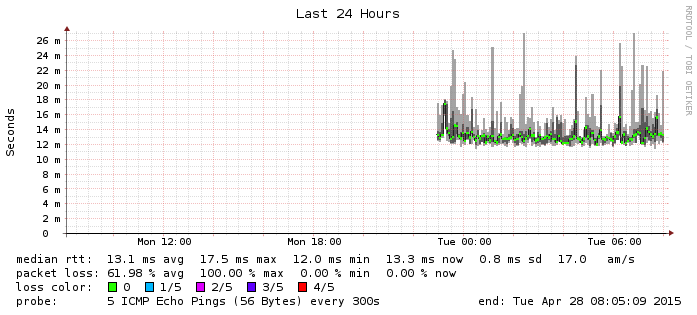 Last 24 Hours
RRDTOOL / TOBI OETIKER
Seconds
26 m
24 m
22 m
20 m
18 m
16 m
14 m
12 m
10 m
8 m
6 m
4 m
2 m
0
Mon 12:00 Mon 18:00 Tue 00:00 Tue 06:00
median rtt: 13.1 ms avg 17.5 ms max 12.0 ms min 13.3 ms now 0.8 ms sd 17.0 am/s
packet loss: 61.98 % avg 100.00 % max 0.00 % min 0.00 % now
loss color: 0 1/5 2/5 3/5 4/5
probe: 5 ICMP Echo Pings (56 Bytes) every 300s end: Tue Apr 28 08:05:09 2015